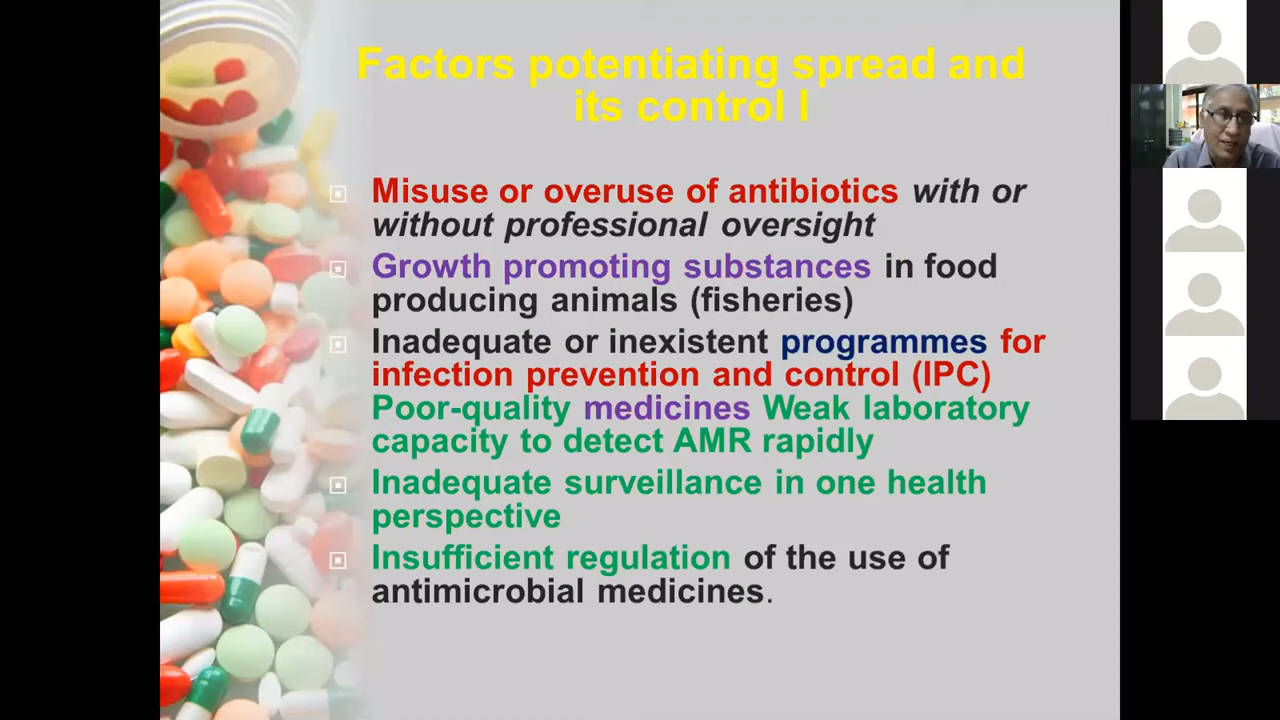 Factors potentiating spread and
its control I
Misuse or overuse of antibiotics with or
without professional oversight
Growth promoting substances in food
producing animals (fisheries)
Inadequate or inexistent programmes for
infection prevention and control (IPC)
Poor-quality medicines Weak laboratory
capacity to detect AMR rapidly
Inadequate surveillance in one health
perspective
Insufficient regulation of the use of
antimicrobial medicines.